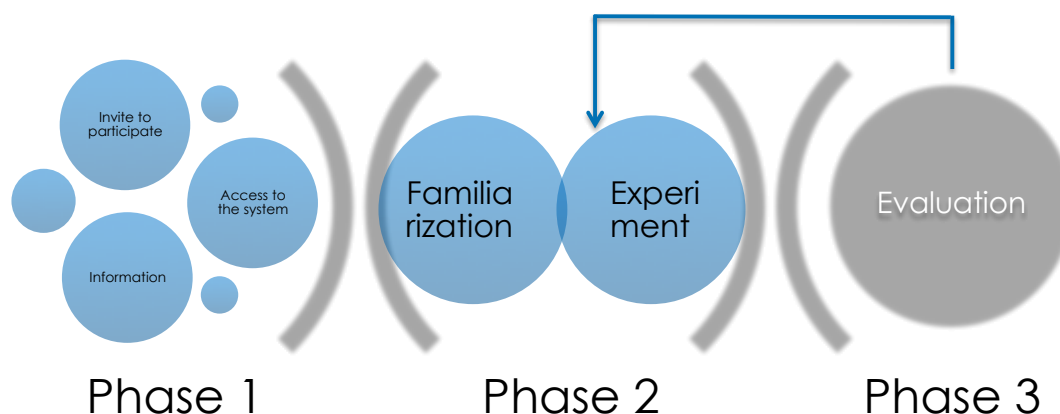 Invite to
participate
Access to
the system
Information
Familia
rization
Experi
ment
Evaluation
Phase 1
Phase 2
Phase 3